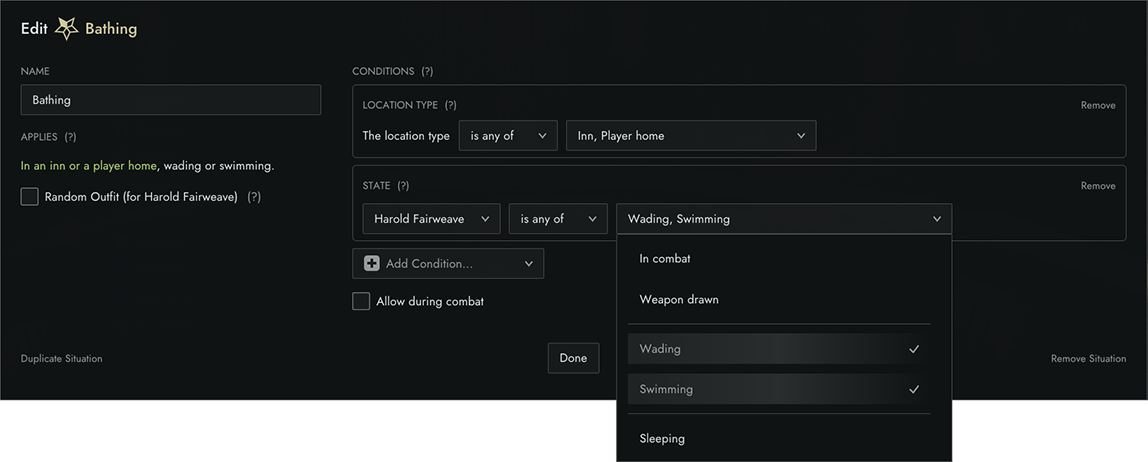 Edit Bathing
NAME
Bathing
APPLIES (?)
In an inn or a player home, wading or swimming.
Random Outfit (for Harold Fairweave) (?)
CONDITIONS (?)
LOCATION TYPE (?) Remove
The location type is any of Inn, Player home
STATE (?) Remove
Harold Fairweave is any of Wading, Swimming
In combat
Weapon drawn
Wading
Swimming
Sleeping
Add Condition...
Allow during combat
Duplicate Situation Done Remove Situation